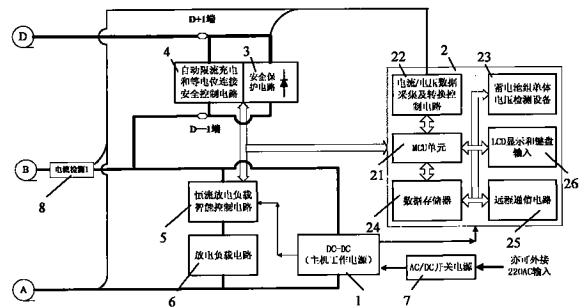 D+1端
D
4
3
22
2
23
自动限流充电
和等电位连接
安全控制电路
安全保
护电路
电流/电压数据
采集及转换控
制电路
蓄电池组单体
电压检测设备
D—1端
MCU单元
LCD显示和键盘
输入
21
26
B
电流检测1
8
恒流放电负载
智能控制电路
数据存储器
远程通信电路
5
24
25
放电负载电路
DC-DC
(主机工作电源)
AC/DC开关电源
亦可外接
220AC输入
A
6
1
7